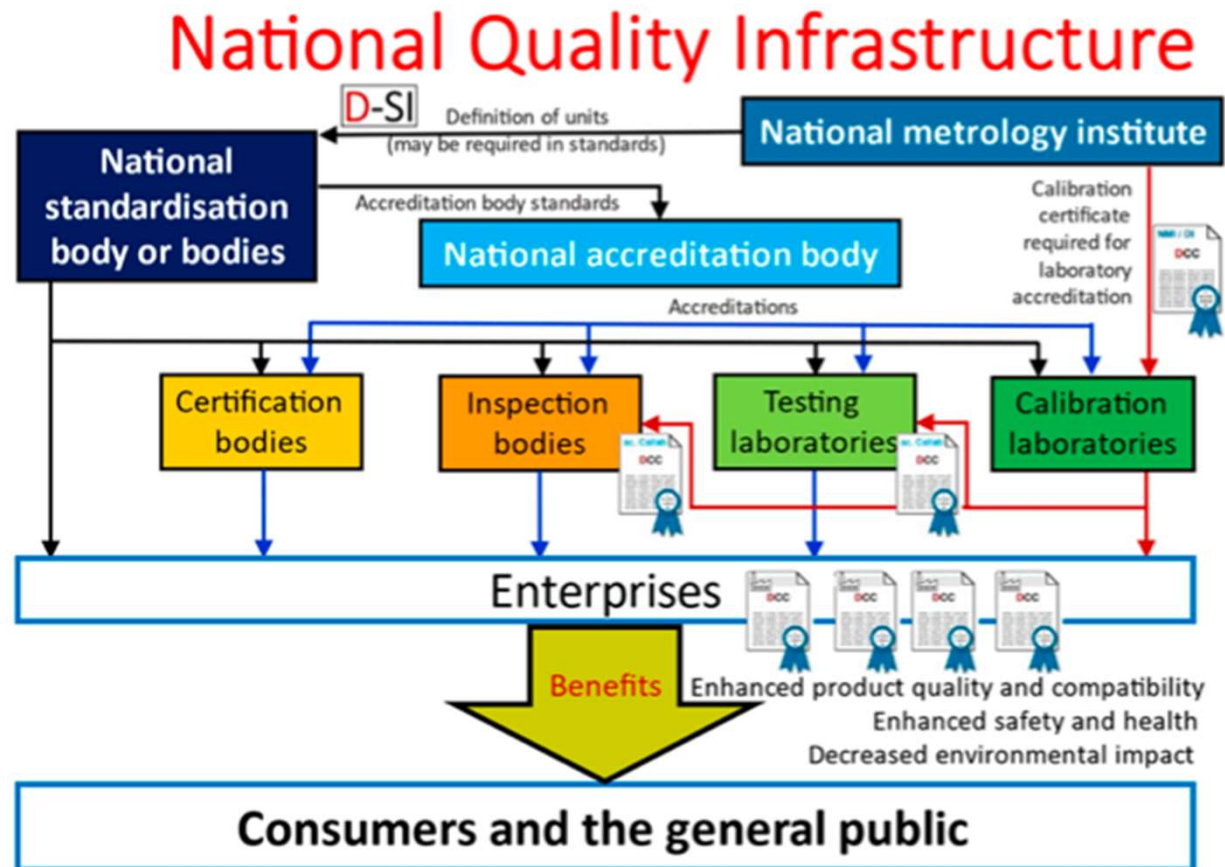 National Quality Infrastructure
D-SI
Definition of units
(may be required in standards)
National metrology institute
National
standardisation
body or bodies
Accreditation body standards
National accreditation body
Calibration
certificate
required for
laboratory
accreditation
DCC
Accreditations
Certification
bodies
Inspection
bodies
Testing
laboratories
Calibration
laboratories
DCC
DCC
Enterprises
DCC
DCC
DCC
DCC
Benefits
Enhanced product quality and compatibility
Enhanced safety and health
Decreased environmental impact
Consumers and the general public